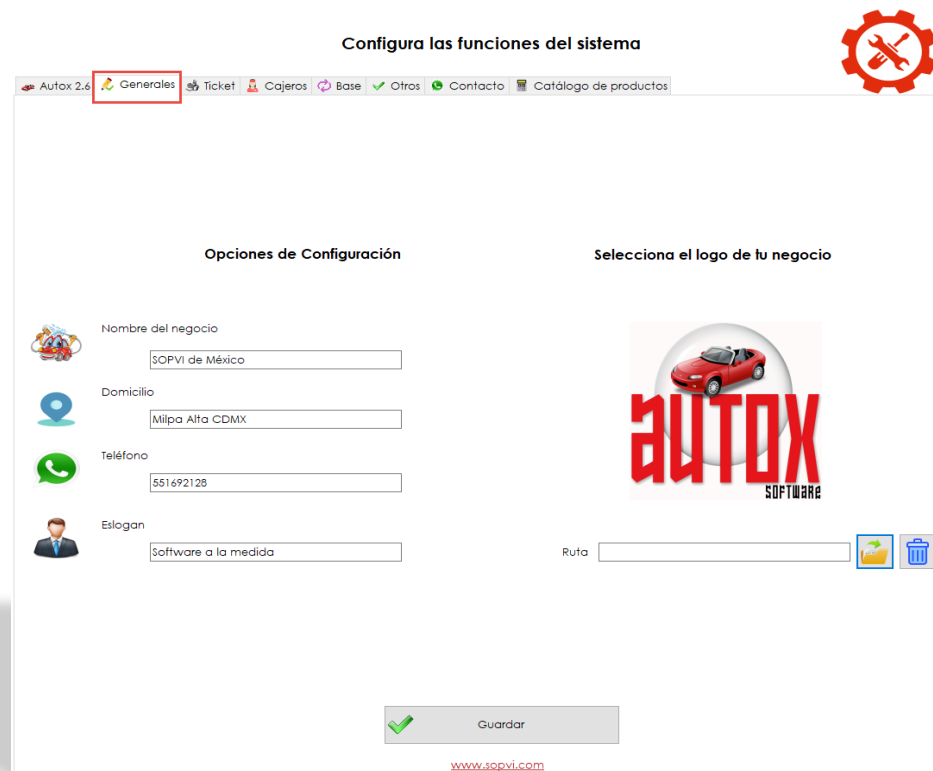 Configura las funciones del sistema
Autox 2.6 Generales Ticket Cajeros Base Otros Contacto Catálogo de productos
Opciones de Configuración
Selecciona el logo de tu negocio
Nombre del negocio
SOPVI de México
Domicilio
Milpa Alta CDMX
Teléfono
551692128
Eslogan
Software a la medida
AUTOX
SOFTWARE
Ruta
Guardar
www.sopvi.com